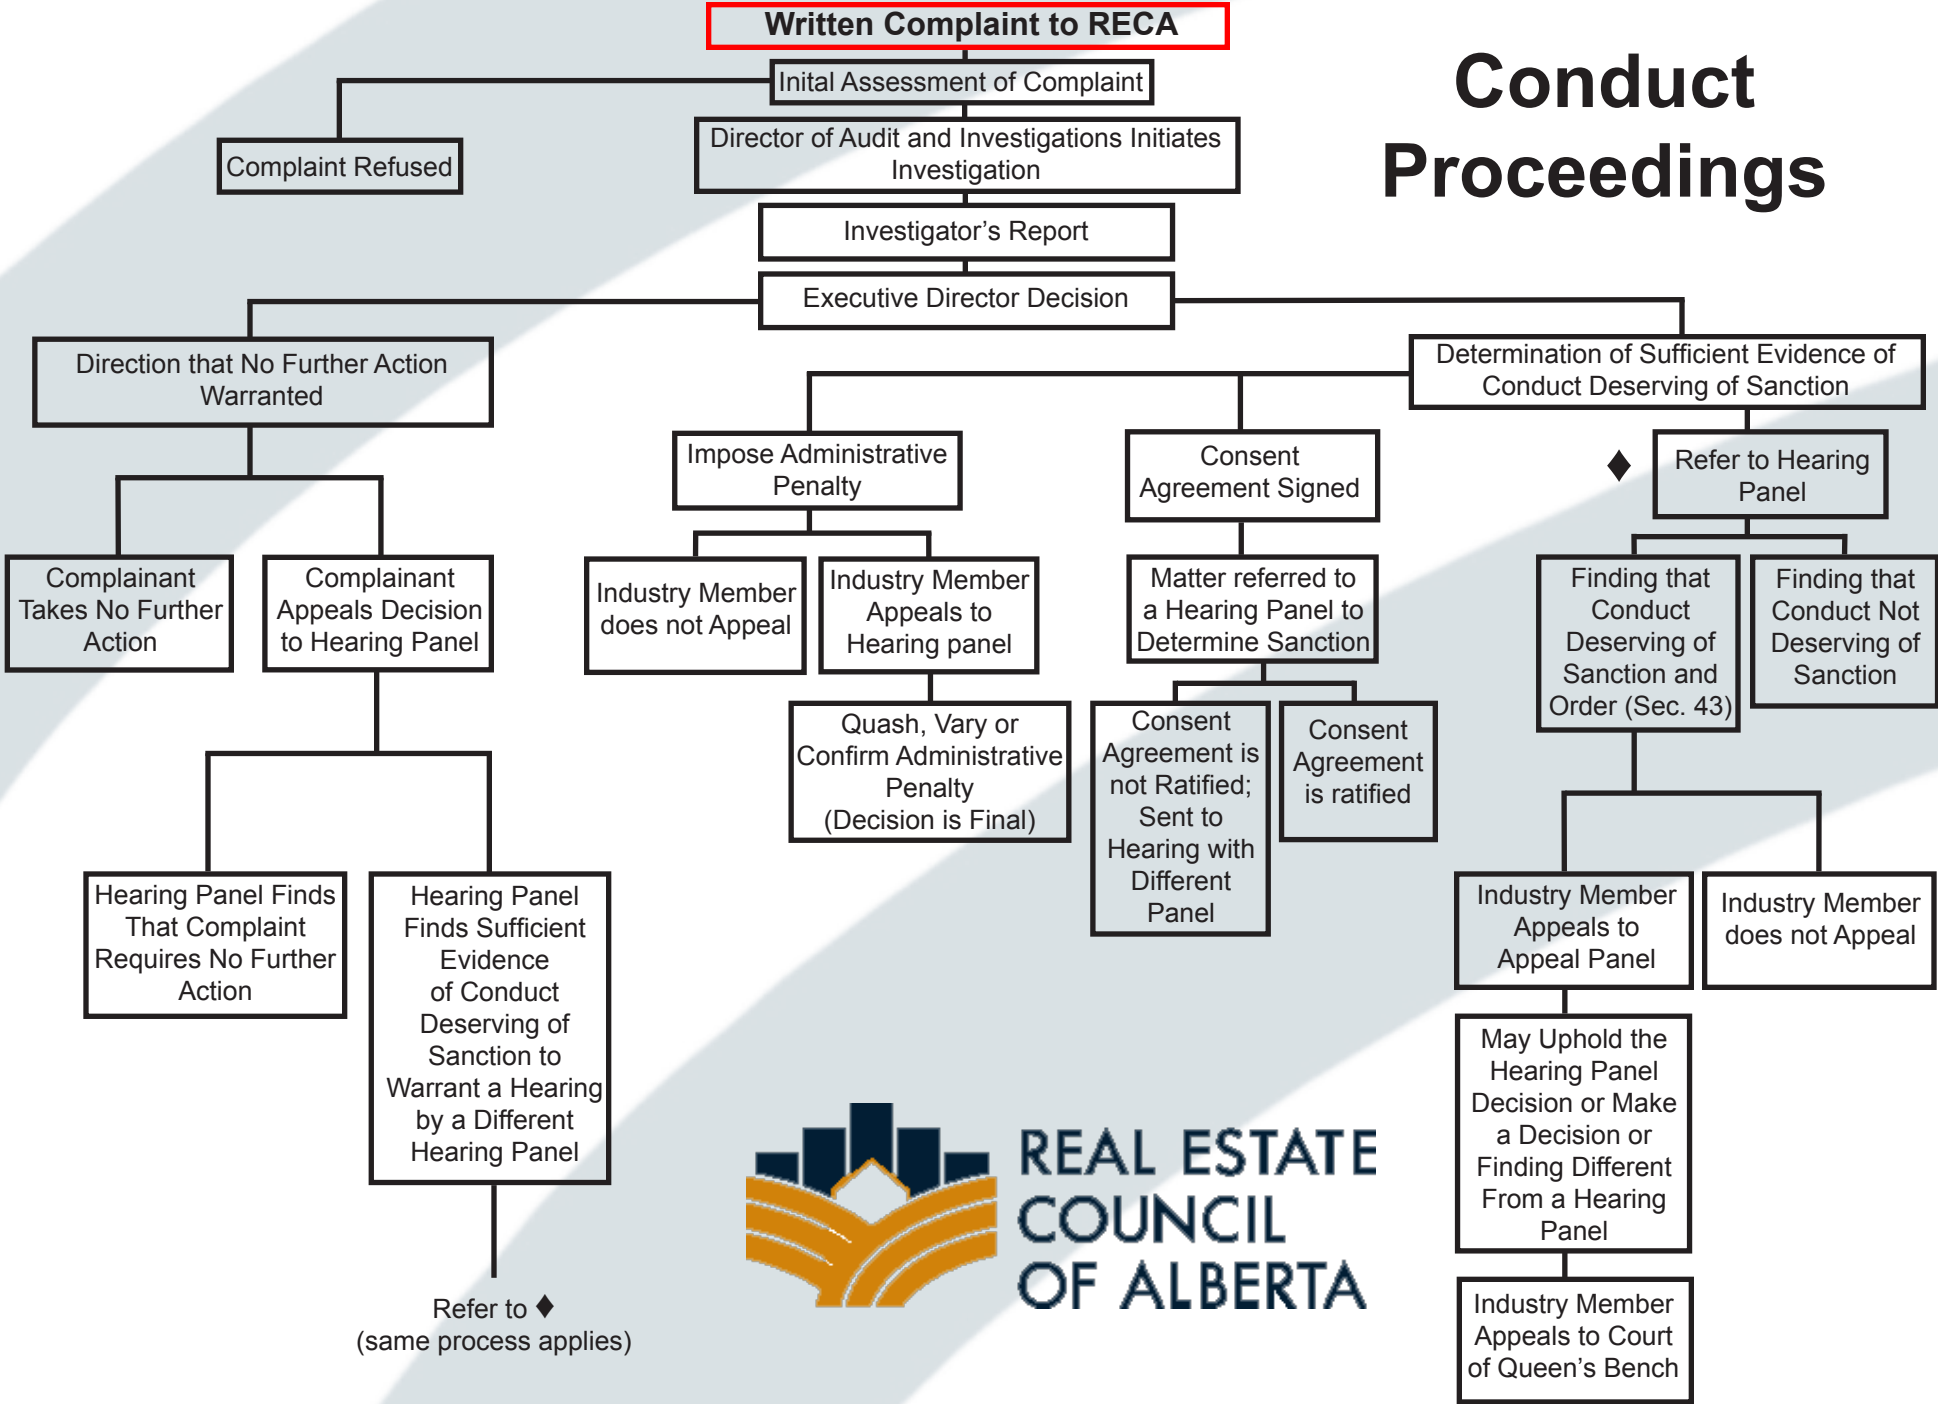 Written Complaint to RECA
Conduct
Proceedings
Inital Assessment of Complaint
Complaint Refused
Director of Audit and Investigations Initiates
Investigation
Investigator’s Report
Executive Director Decision
Direction that No Further Action
Warranted
Determination of Sufficient Evidence of
Conduct Deserving of Sanction
Impose Administrative
Penalty
Consent
Agreement Signed
♦
Refer to Hearing
Panel
Complainant
Takes No Further
Action
Complainant
Appeals Decision
to Hearing Panel
Industry Member
does not Appeal
Industry Member
Appeals to
Hearing panel
Matter referred to
a Hearing Panel to
Determine Sanction
Finding that
Conduct
Deserving of
Sanction and
Order (Sec. 43)
Finding that
Conduct Not
Deserving of
Sanction
Quash, Vary or
Confirm Administrative
Penalty
(Decision is Final)
Consent
Agreement is
not Ratified;
Sent to
Hearing with
Different
Panel
Consent
Agreement
is ratified
Hearing Panel Finds
That Complaint
Requires No Further
Action
Hearing Panel
Finds Sufficient
Evidence
of Conduct
Deserving of
Sanction to
Warrant a Hearing
by a Different
Hearing Panel
Industry Member
Appeals to
Appeal Panel
Industry Member
does not Appeal
May Uphold the
Hearing Panel
Decision or Make
a Decision or
Finding Different
From a Hearing
Panel
Refer to ♦
(same process applies)
REAL ESTATE
COUNCIL
OF ALBERTA
Industry Member
Appeals to Court
of Queen’s Bench